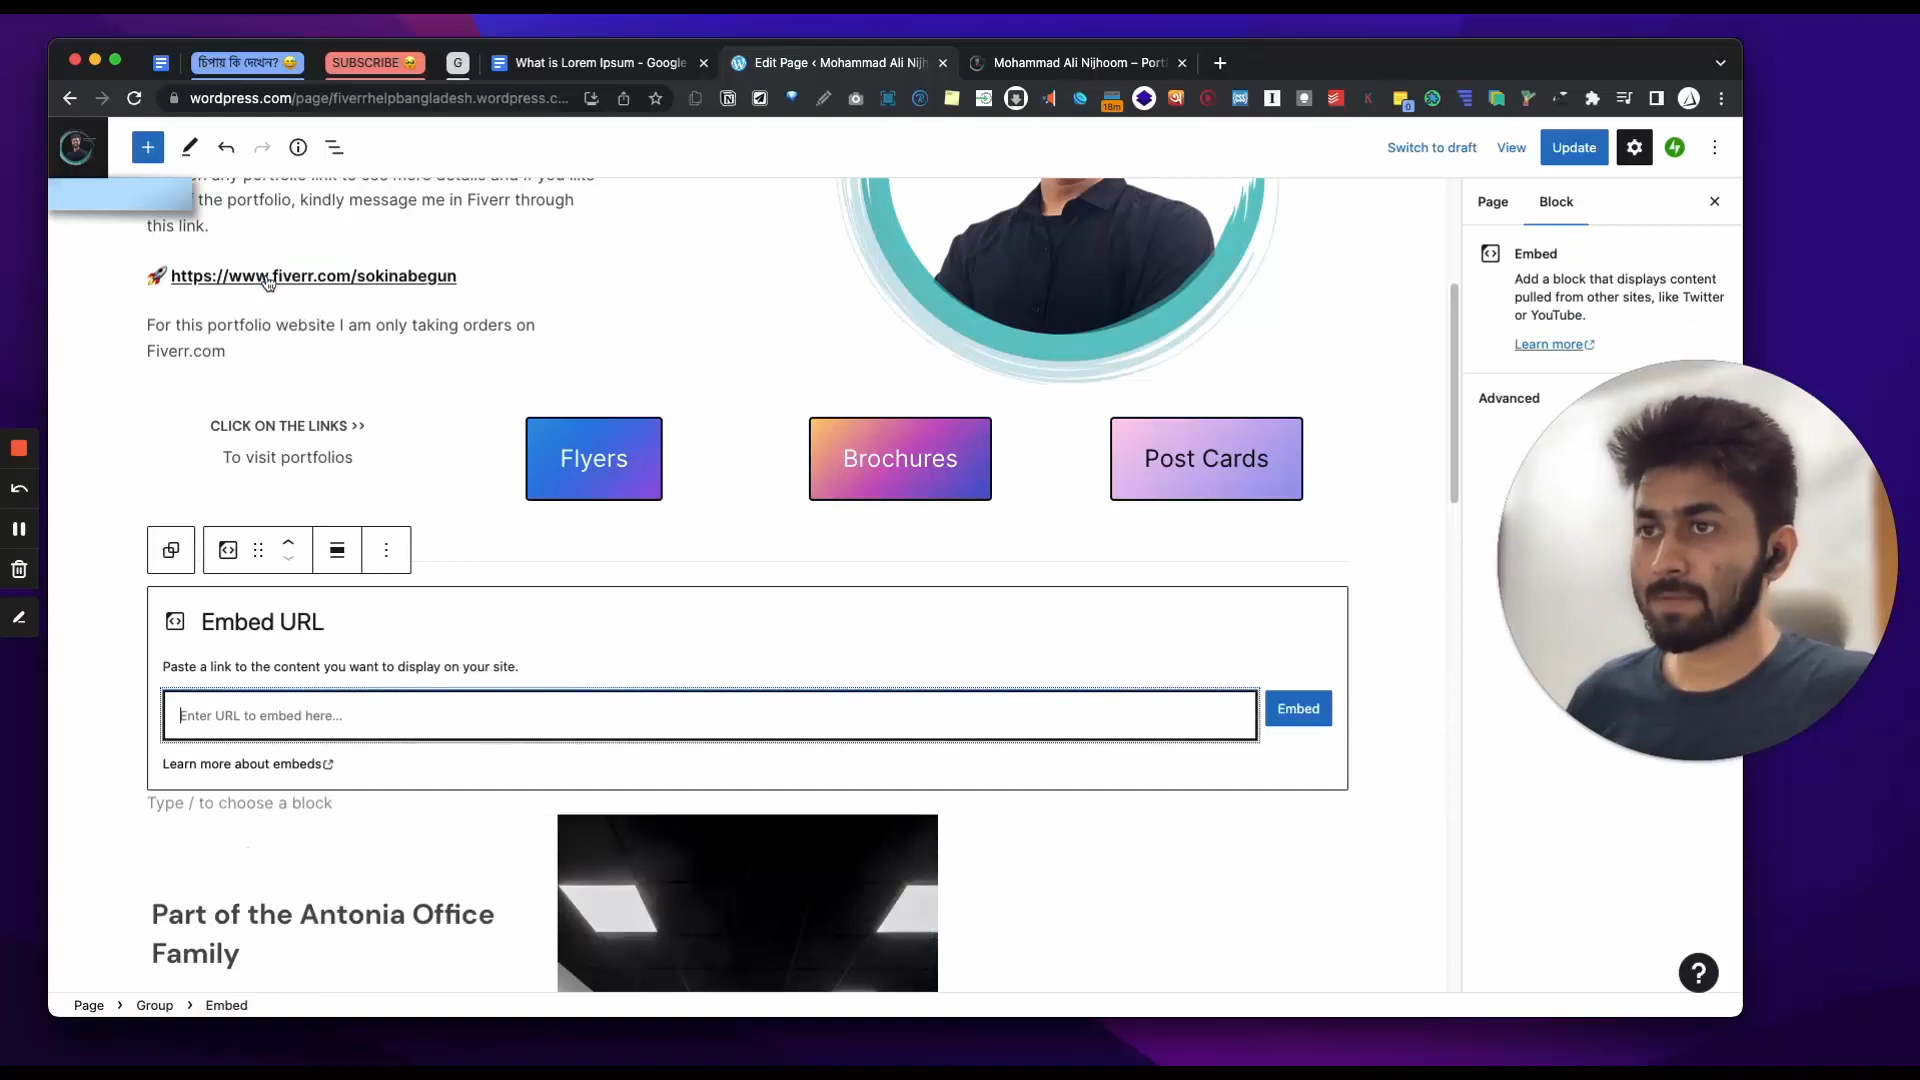 চিপায় কি দেখেন? 😅
SUBSCRIBE 🥺
G
What is Lorem Ipsum - Google
Edit Page ‹ Mohammad Ali Nijh
Mohammad Ali Nijhoom – Port
wordpress.com/page/fiverrhelpbangladesh.wordpress.c...
18m
Switch to draft
View
Update
the portfolio, kindly message me in Fiverr through
this link.
🚀 https://www.fiverr.com/sokinabegun
For this portfolio website I am only taking orders on
Fiverr.com
CLICK ON THE LINKS >>
To visit portfolios
Flyers
Brochures
Post Cards
Embed URL
Paste a link to the content you want to display on your site.
Enter URL to embed here...
Embed
Learn more about embeds
Type / to choose a block
Part of the Antonia Office
Family
Page
Block
Embed
Add a block that displays content
pulled from other sites, like Twitter
or YouTube.
Learn more
Advanced
Page > Group > Embed